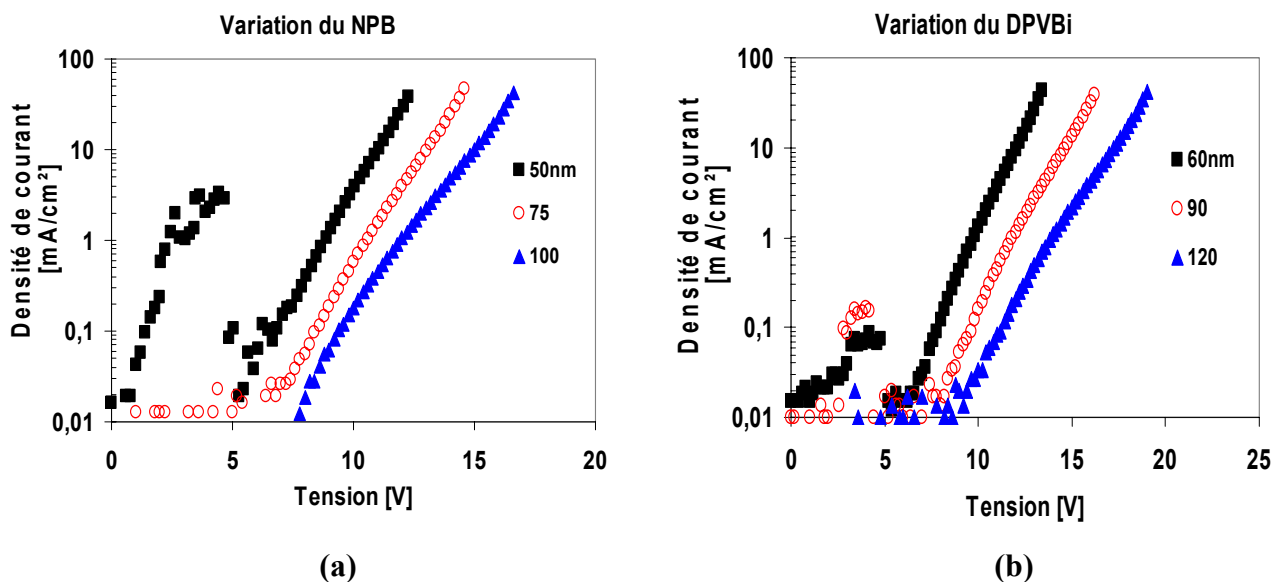 Variation du NPB
Densité de courant
[mA/cm²]
100
10
1
0,1
0,01
0
5
10
15
20
Tension [V]
50nm
75
100
(a)
Variation du DPVBi
Densité de courant
[mA/cm²]
100
10
1
0,1
0,01
0
5
10
15
20
25
Tension [V]
60nm
90
120
(b)